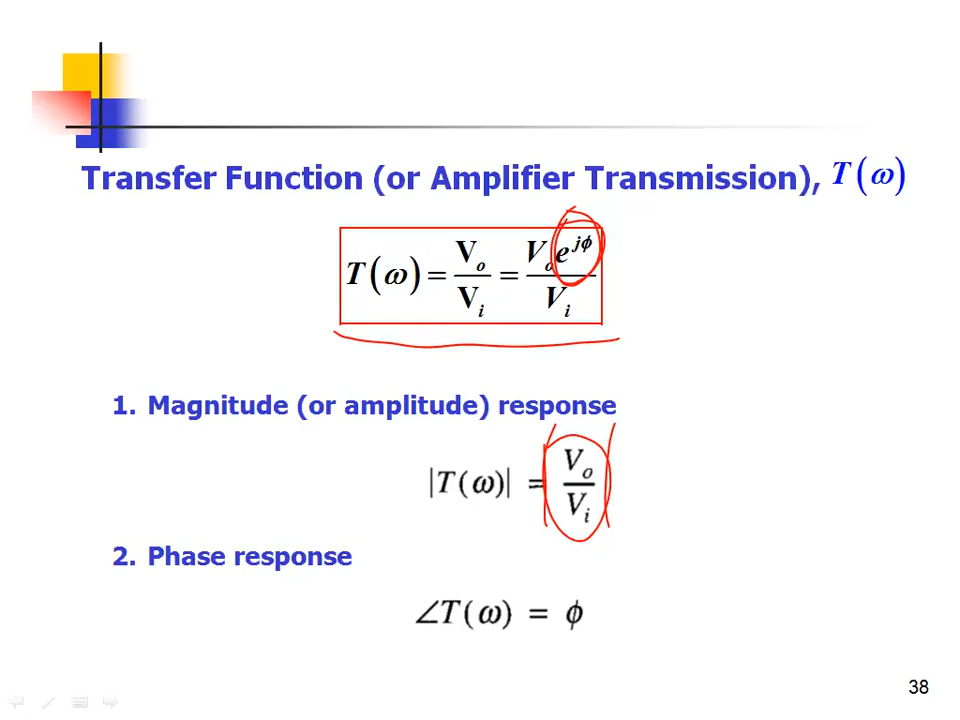 Transfer Function (or Amplifier Transmission), T(ω)
T(ω) = V_o / V_i = V_o e^{jφ} / V_i
1. Magnitude (or amplitude) response
|T(ω)| = V_o / V_i
2. Phase response
∠T(ω) = φ
38